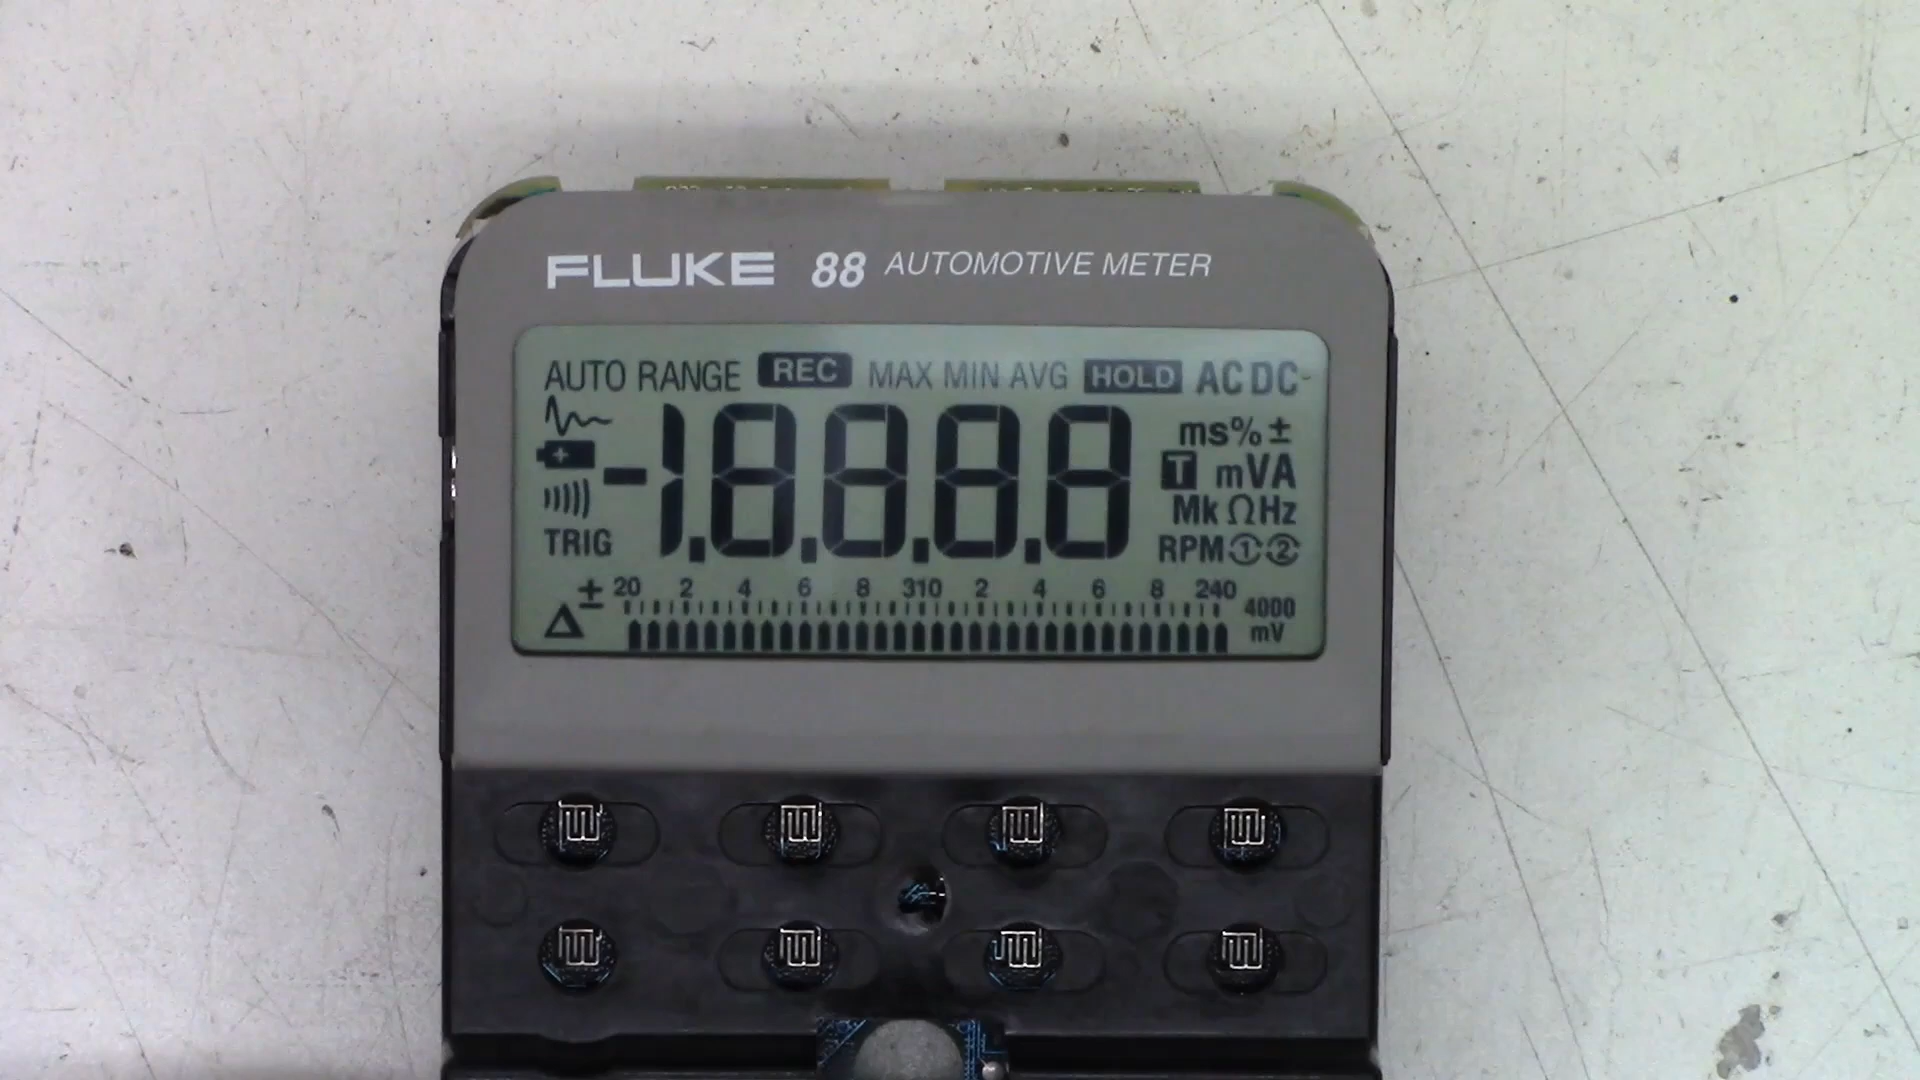 FLUKE 88 AUTOMOTIVE METER
AUTO RANGE REC MAX MIN AVG HOLD AC DC
-1.8.8.8.8
ms% ±
T mVA
Mk Ω Hz
TRIG
RPM 1 2
± 20 2 4 6 8 310 2 4 6 8 240
4000
mV